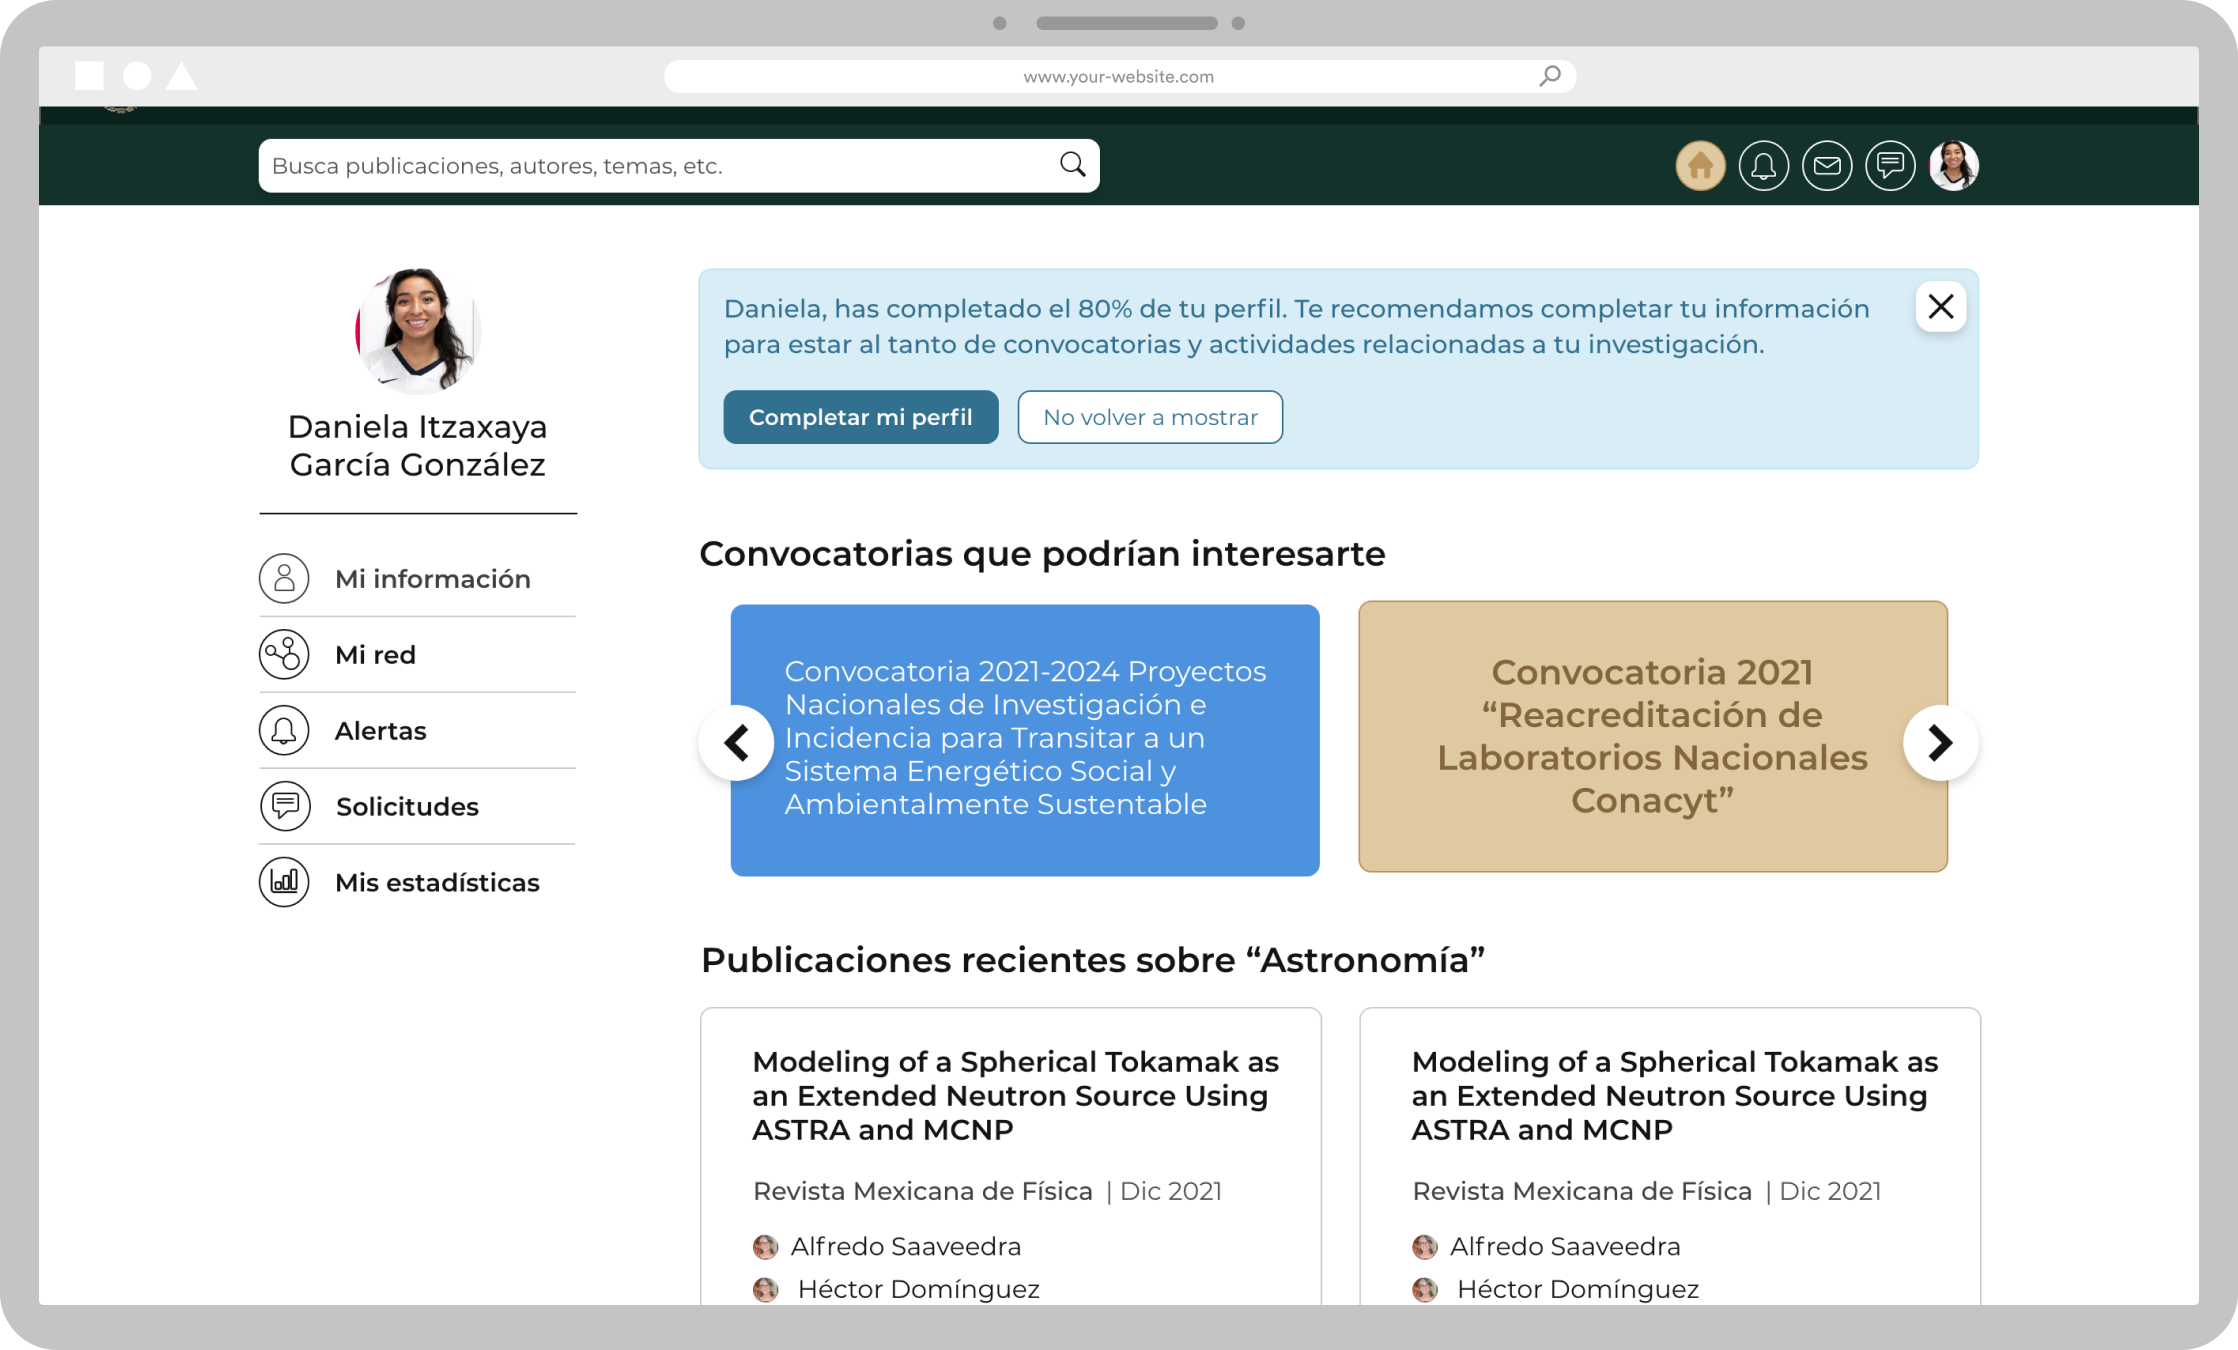 www.your-website.com
Busca publicaciones, autores, temas, etc.
Daniela Itzaxaya
García González
Mi información
Mi red
Alertas
Solicitudes
Mis estadísticas
Daniela, has completado el 80% de tu perfil. Te recomendamos completar tu información
para estar al tanto de convocatorias y actividades relacionadas a tu investigación.
Completar mi perfil
No volver a mostrar
Convocatorias que podrían interesarte
Convocatoria 2021-2024 Proyectos
Nacionales de Investigación e
Incidencia para Transitar a un
Sistema Energético Social y
Ambientalmente Sustentable
Convocatoria 2021
“Reacreditación de
Laboratorios Nacionales
Conacyt”
Publicaciones recientes sobre “Astronomía”
Modeling of a Spherical Tokamak as
an Extended Neutron Source Using
ASTRA and MCNP
Revista Mexicana de Física | Dic 2021
Alfredo Saaveedra
Héctor Domínguez
Modeling of a Spherical Tokamak as
an Extended Neutron Source Using
ASTRA and MCNP
Revista Mexicana de Física | Dic 2021
Alfredo Saaveedra
Héctor Domínguez